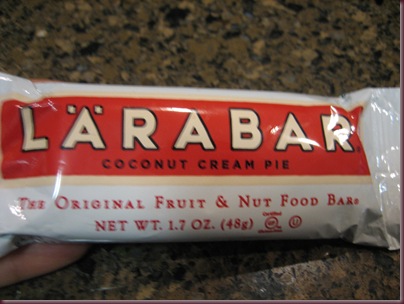 LÄRABAR®
COCONUT CREAM PIE
The Original Fruit & Nut Food Bar®
NET WT. 1.7 OZ. (48g)